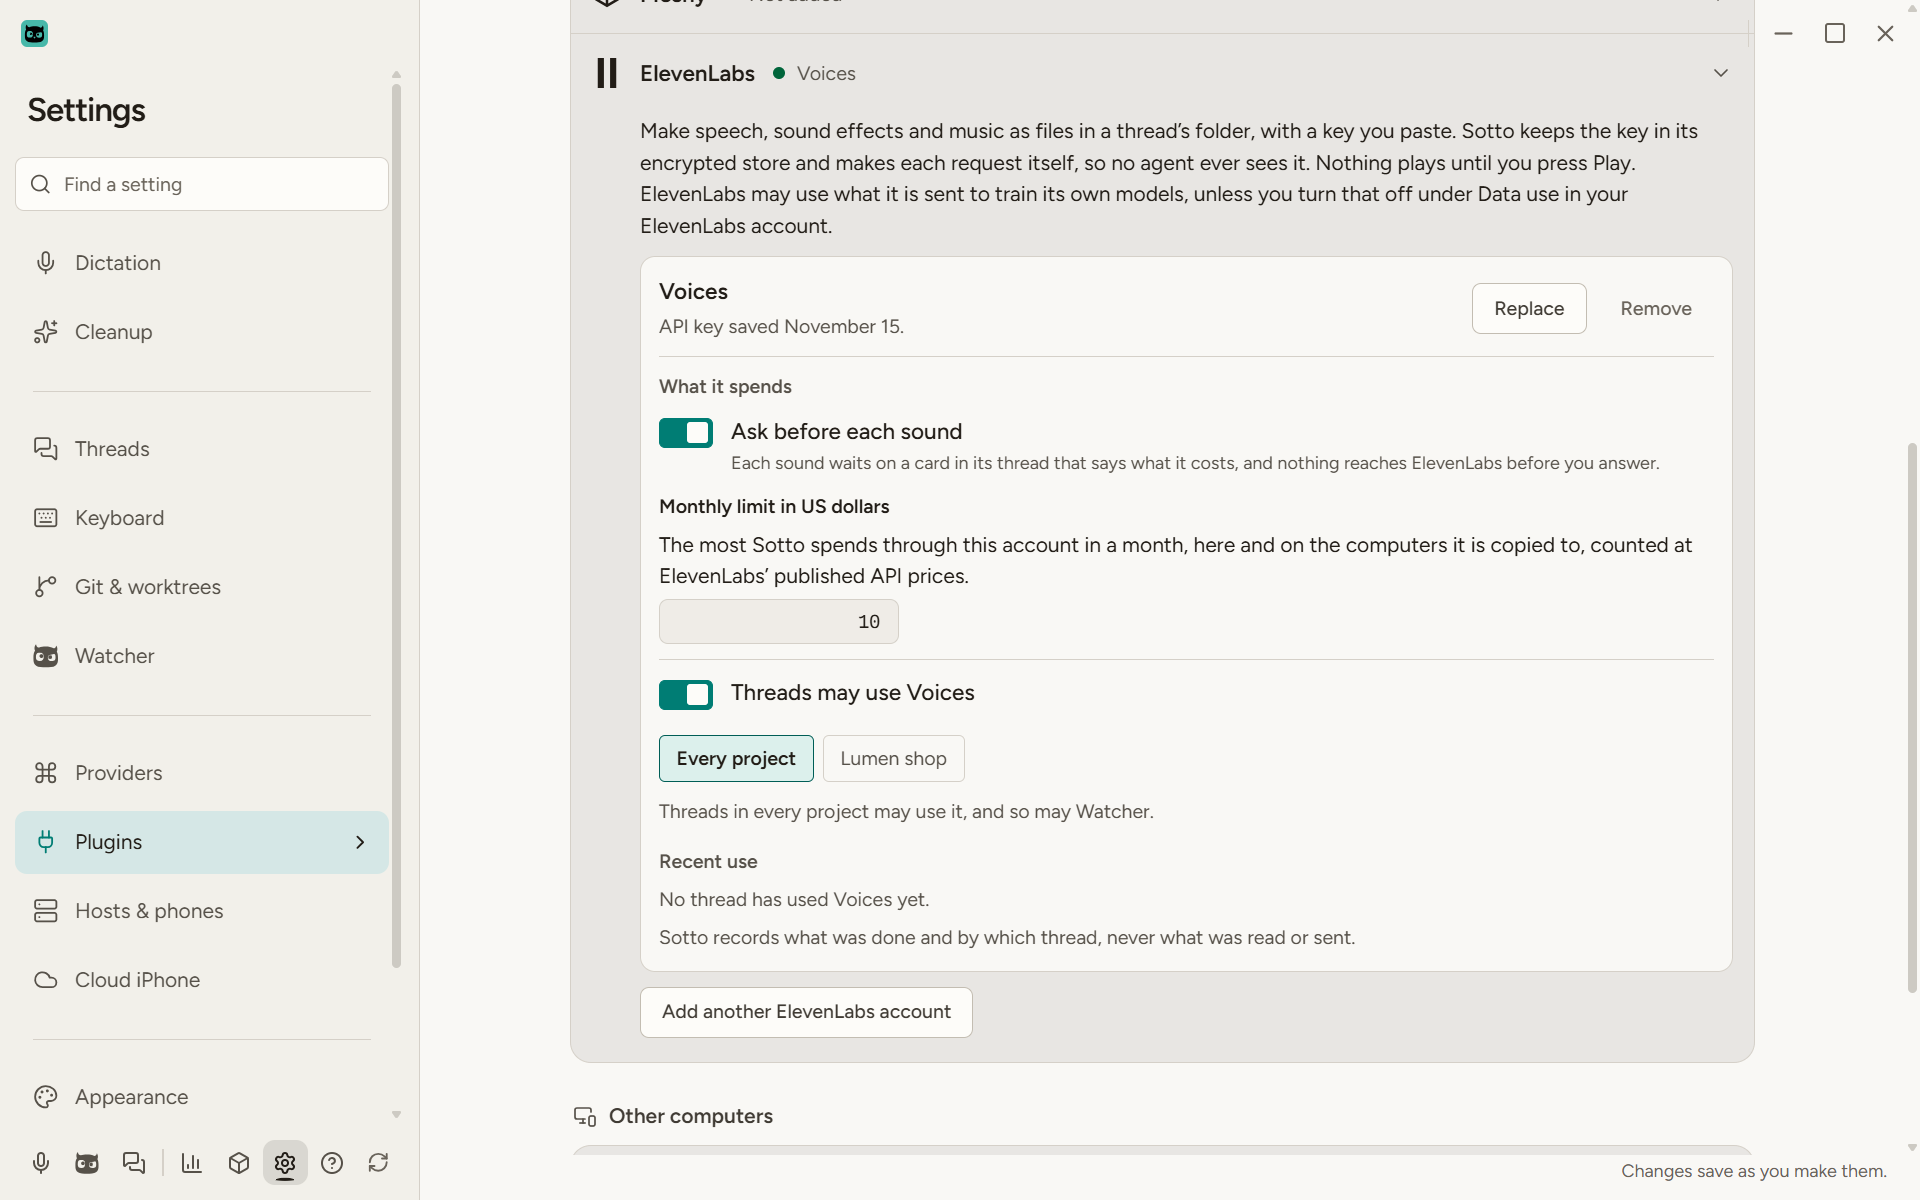 Settings
Find a setting
Dictation
Cleanup
Threads
Keyboard
Git & worktrees
Watcher
Providers
Plugins
Hosts & phones
Cloud iPhone
Appearance
ElevenLabs
Voices
Make speech, sound effects and music as files in a thread’s folder, with a key you paste. Sotto keeps the key in its
encrypted store and makes each request itself, so no agent ever sees it. Nothing plays until you press Play.
ElevenLabs may use what it is sent to train its own models, unless you turn that off under Data use in your
ElevenLabs account.
Voices
API key saved November 15.
Replace
Remove
What it spends
Ask before each sound
Each sound waits on a card in its thread that says what it costs, and nothing reaches ElevenLabs before you answer.
Monthly limit in US dollars
The most Sotto spends through this account in a month, here and on the computers it is copied to, counted at
ElevenLabs’ published API prices.
10
Threads may use Voices
Every project
Lumen shop
Threads in every project may use it, and so may Watcher.
Recent use
No thread has used Voices yet.
Sotto records what was done and by which thread, never what was read or sent.
Add another ElevenLabs account
Other computers
Changes save as you make them.